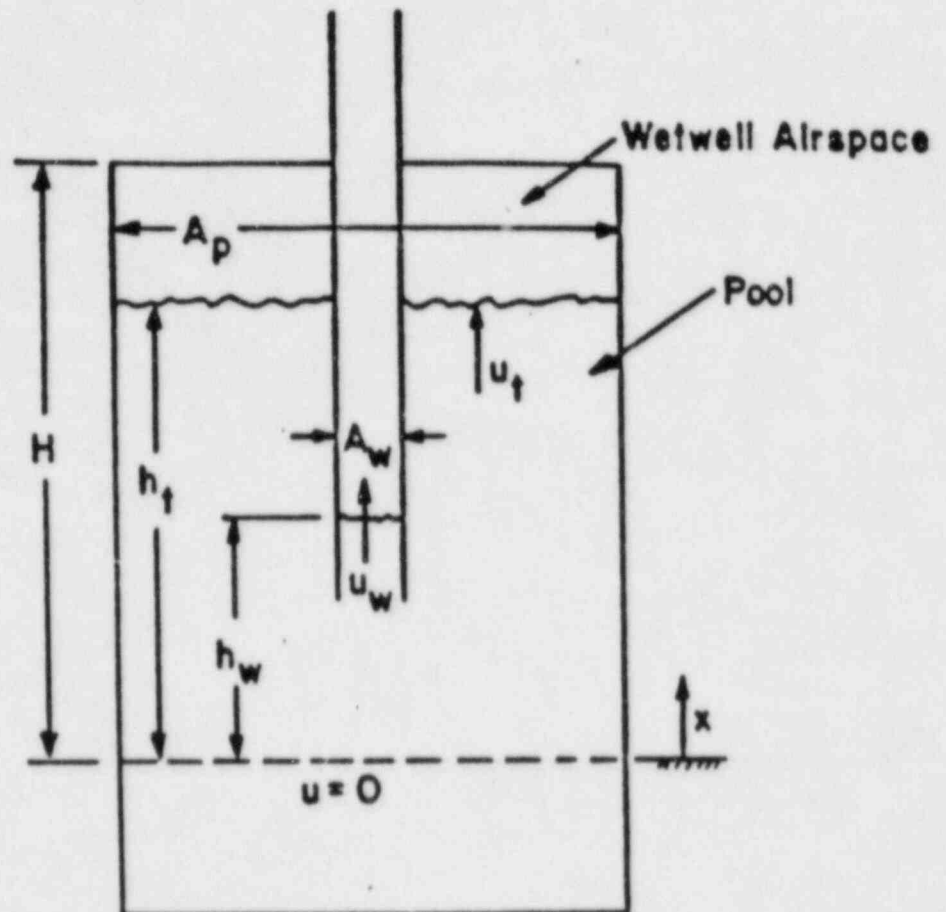 Wetwell Airspace
A_p
Pool
u_t
H
A_w
h_t
u_w
h_w
x
u = 0